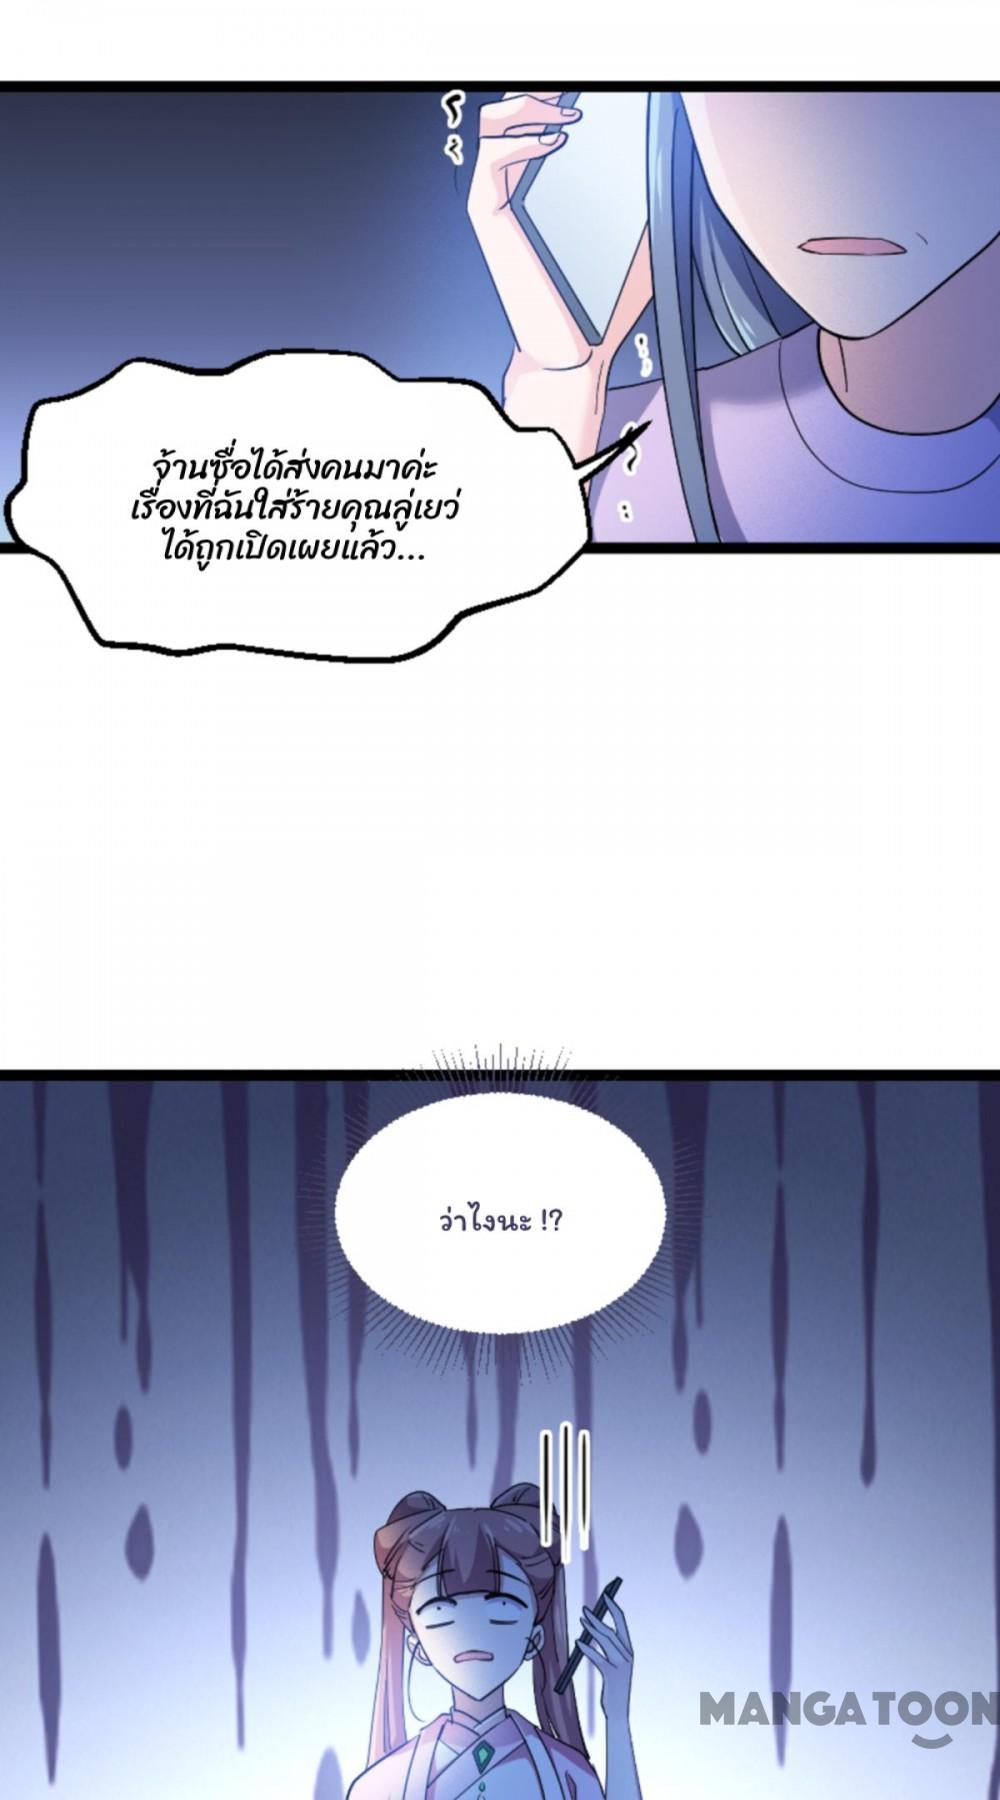 จ้านซื่อได้ส่งคนมาค่ะ
เรื่องที่ฉันใส่ร้ายคุณลู่เยว่
ได้ถูกเปิดเผยแล้ว...
ว่าไงนะ !?
MANGATOON